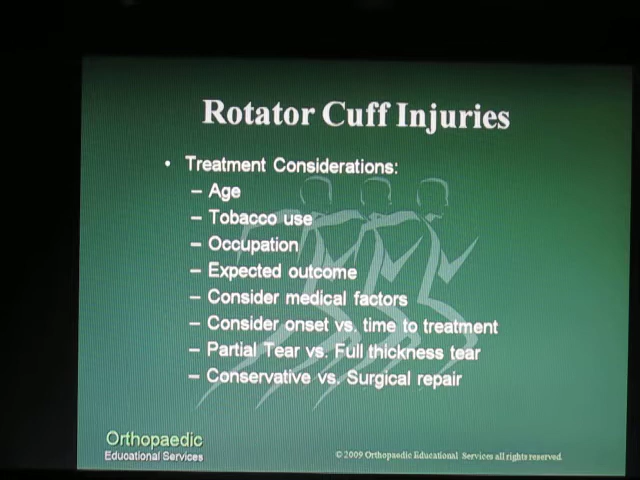 Rotator Cuff Injuries
• Treatment Considerations:
– Age
– Tobacco use
– Occupation
– Expected outcome
– Consider medical factors
– Consider onset vs. time to treatment
– Partial Tear vs. Full thickness tear
– Conservative vs. Surgical repair
Orthopaedic
Educational Services
© 2009 Orthopaedic Educational Services all rights reserved.